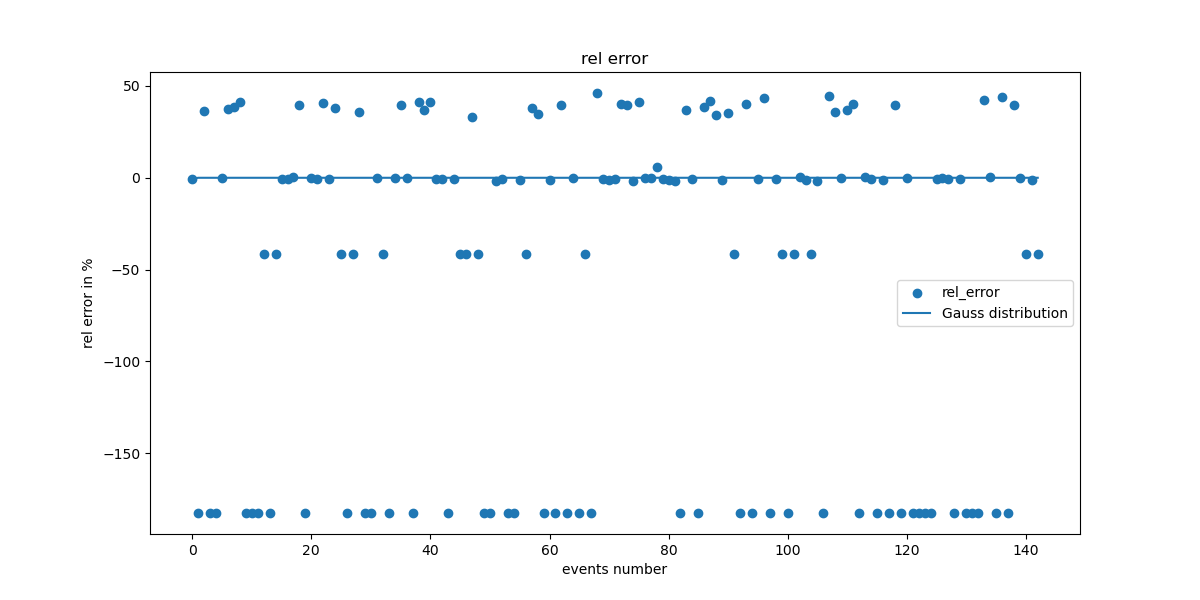 rel error
50
0
−50
−100
−150
rel error in %
rel_error
Gauss distribution
0 20 40 60 80 100 120 140
events number